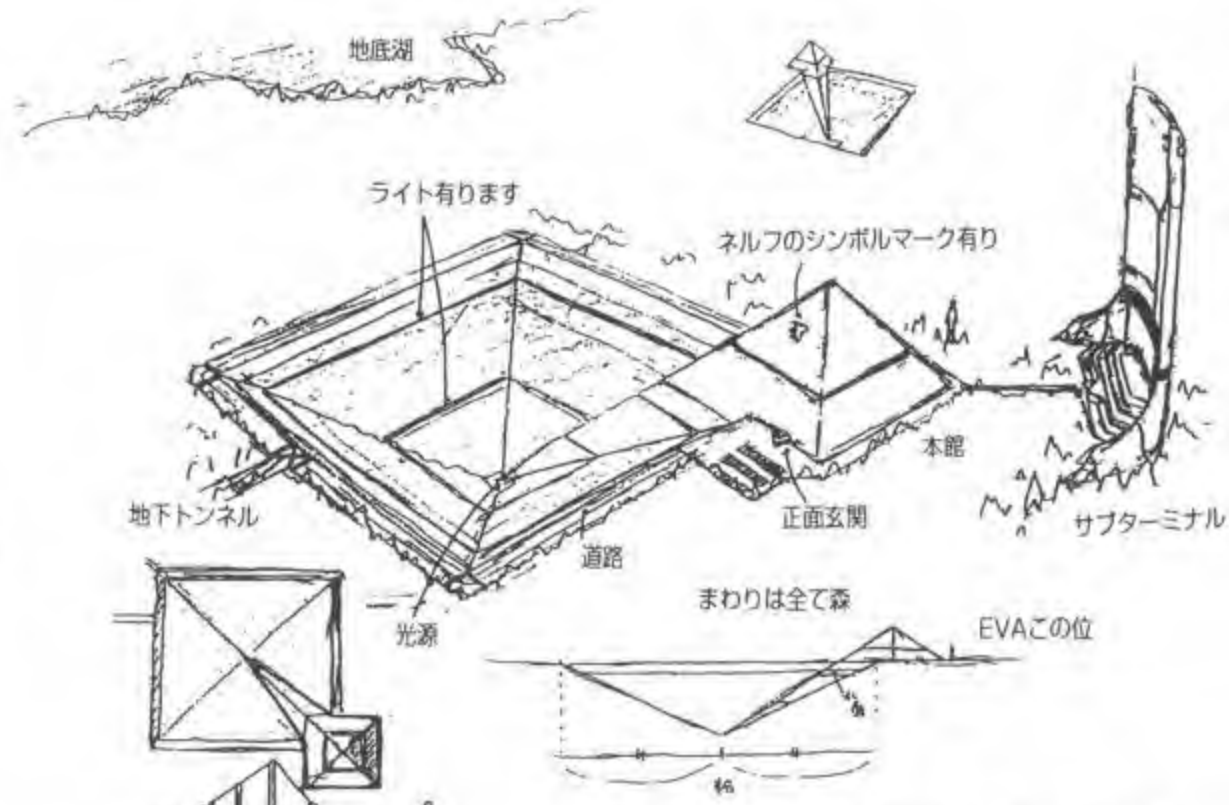 地底湖
ライト有ります
ネルフのシンボルマーク有り
本館
サブターミナル
正面玄関
地下トンネル
道路
光源
まわりは全て森
EVAこの位